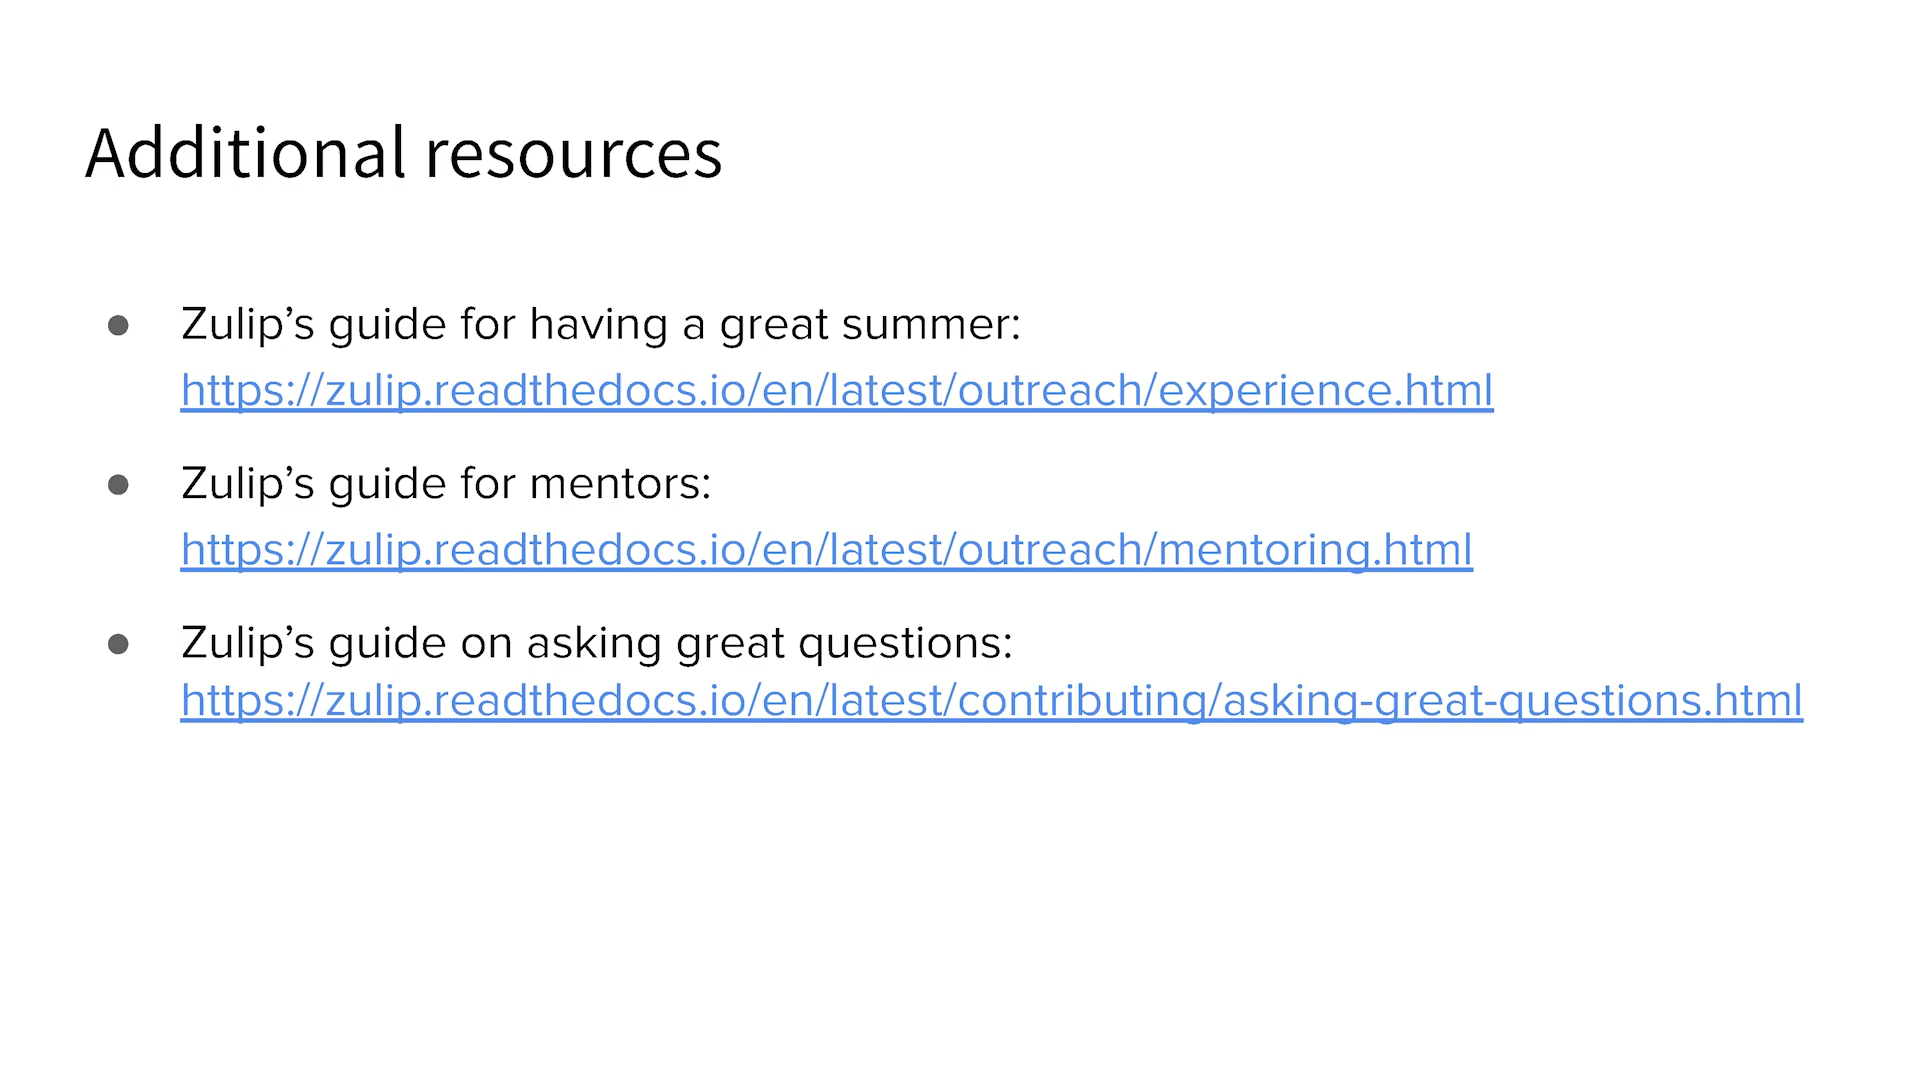 Additional resources
● Zulip’s guide for having a great summer:
https://zulip.readthedocs.io/en/latest/outreach/experience.html
● Zulip’s guide for mentors:
https://zulip.readthedocs.io/en/latest/outreach/mentoring.html
● Zulip’s guide on asking great questions:
https://zulip.readthedocs.io/en/latest/contributing/asking-great-questions.html